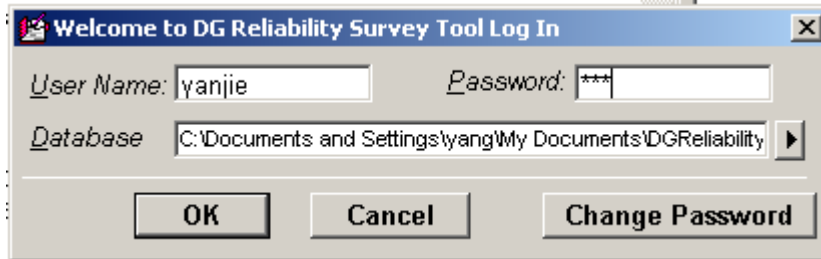 Welcome to DG Reliability Survey Tool Log In
User Name: yanjie Password: ***
Database C:\Documents and Settings\yang\My Documents\DGReliability
OK Cancel Change Password